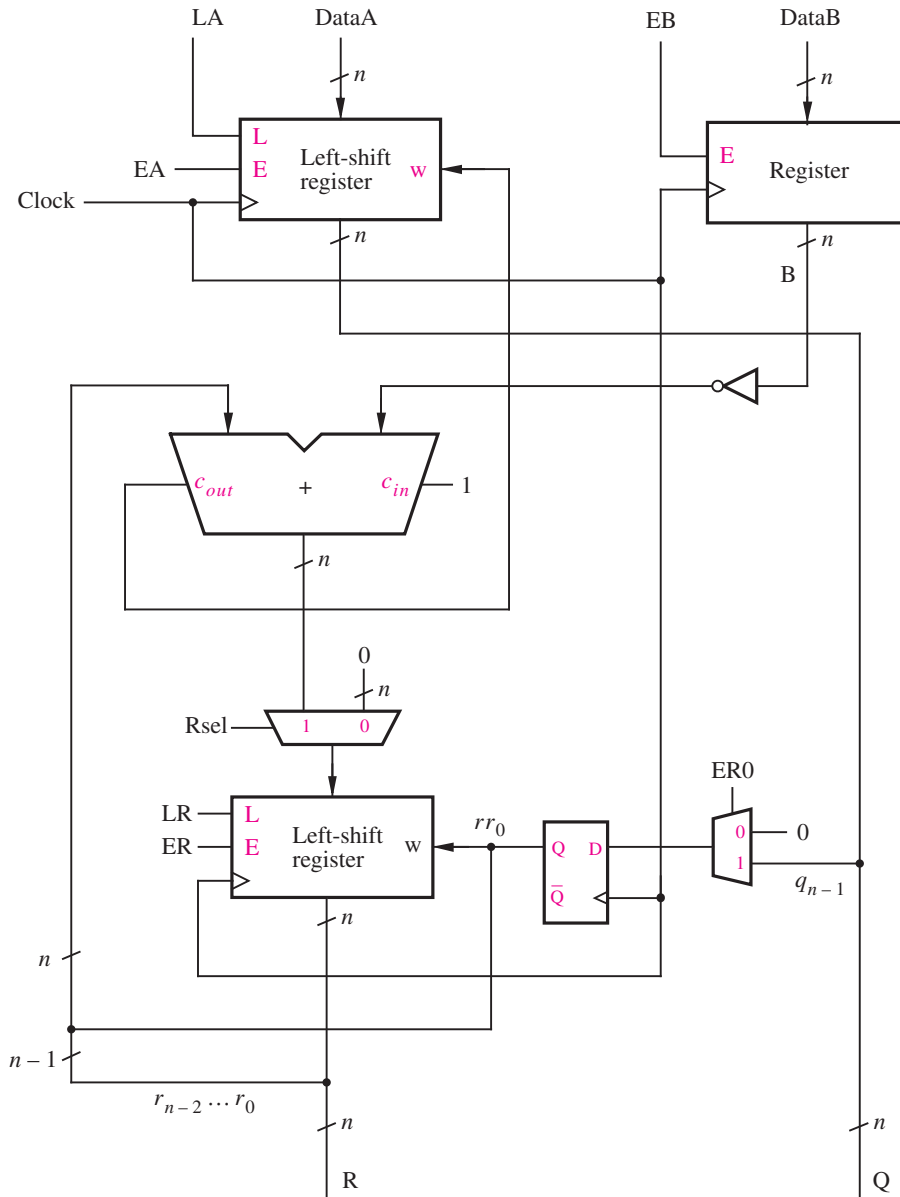 LA DataA EB DataB
n n
L
E Left-shift register w
EA
E Register
Clock
n n
B
c_out + c_in 1
n
0
n
Rsel 1 0
ER0
LR L
ER E Left-shift register w
rr_0
Q D
Q̅
0 0
1
q_{n−1}
n
n
n − 1
r_{n−2} … r_0
n n
R Q